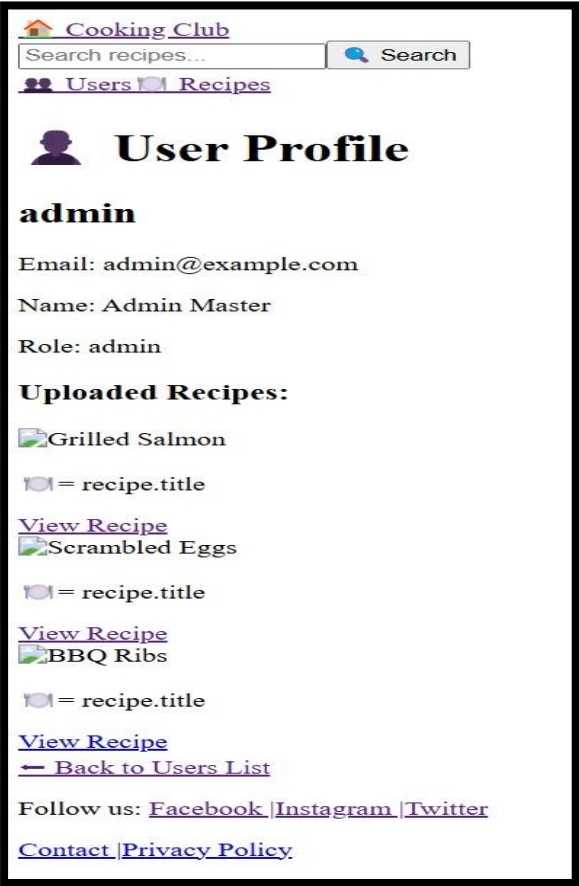 🏠 Cooking Club
Search recipes... 🔍 Search
👥 Users 🍽️ Recipes
👤 User Profile
admin
Email: admin@example.com
Name: Admin Master
Role: admin
Uploaded Recipes:
Grilled Salmon
🍽️= recipe.title
View Recipe
Scrambled Eggs
🍽️= recipe.title
View Recipe
BBQ Ribs
🍽️= recipe.title
View Recipe
← Back to Users List
Follow us: Facebook |Instagram |Twitter
Contact |Privacy Policy